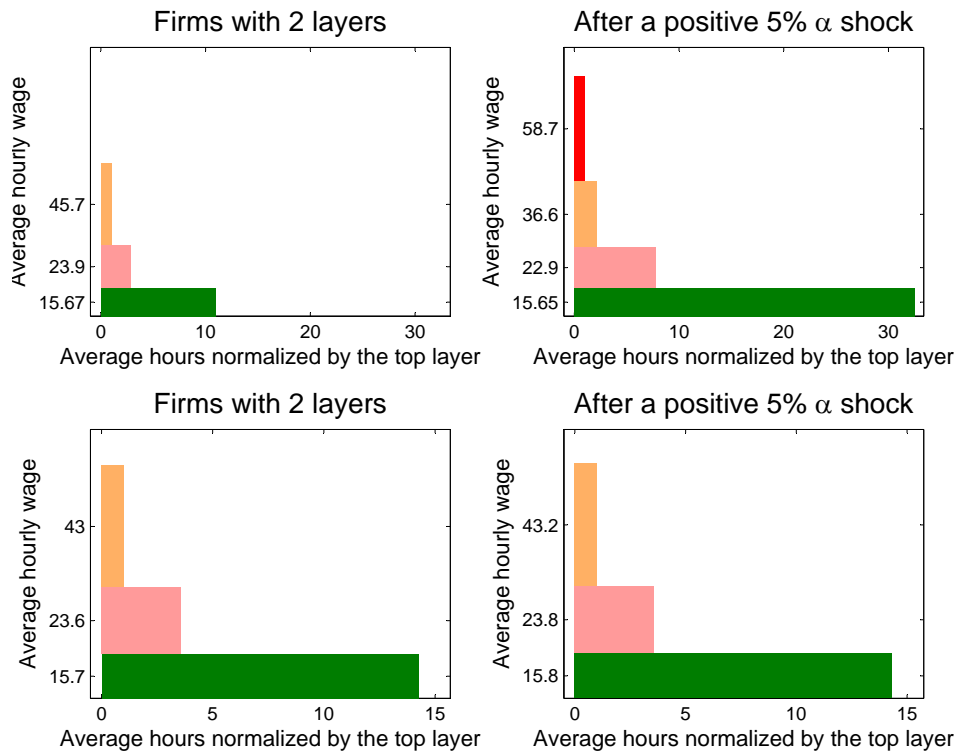 Firms with 2 layers
Average hourly wage
45.7
23.9
15.67
0 10 20 30
Average hours normalized by the top layer
After a positive 5% α shock
Average hourly wage
58.7
36.6
22.9
15.65
0 10 20 30
Average hours normalized by the top layer
Firms with 2 layers
Average hourly wage
43
23.6
15.7
0 5 10 15
Average hours normalized by the top layer
After a positive 5% α shock
Average hourly wage
43.2
23.8
15.8
0 5 10 15
Average hours normalized by the top layer